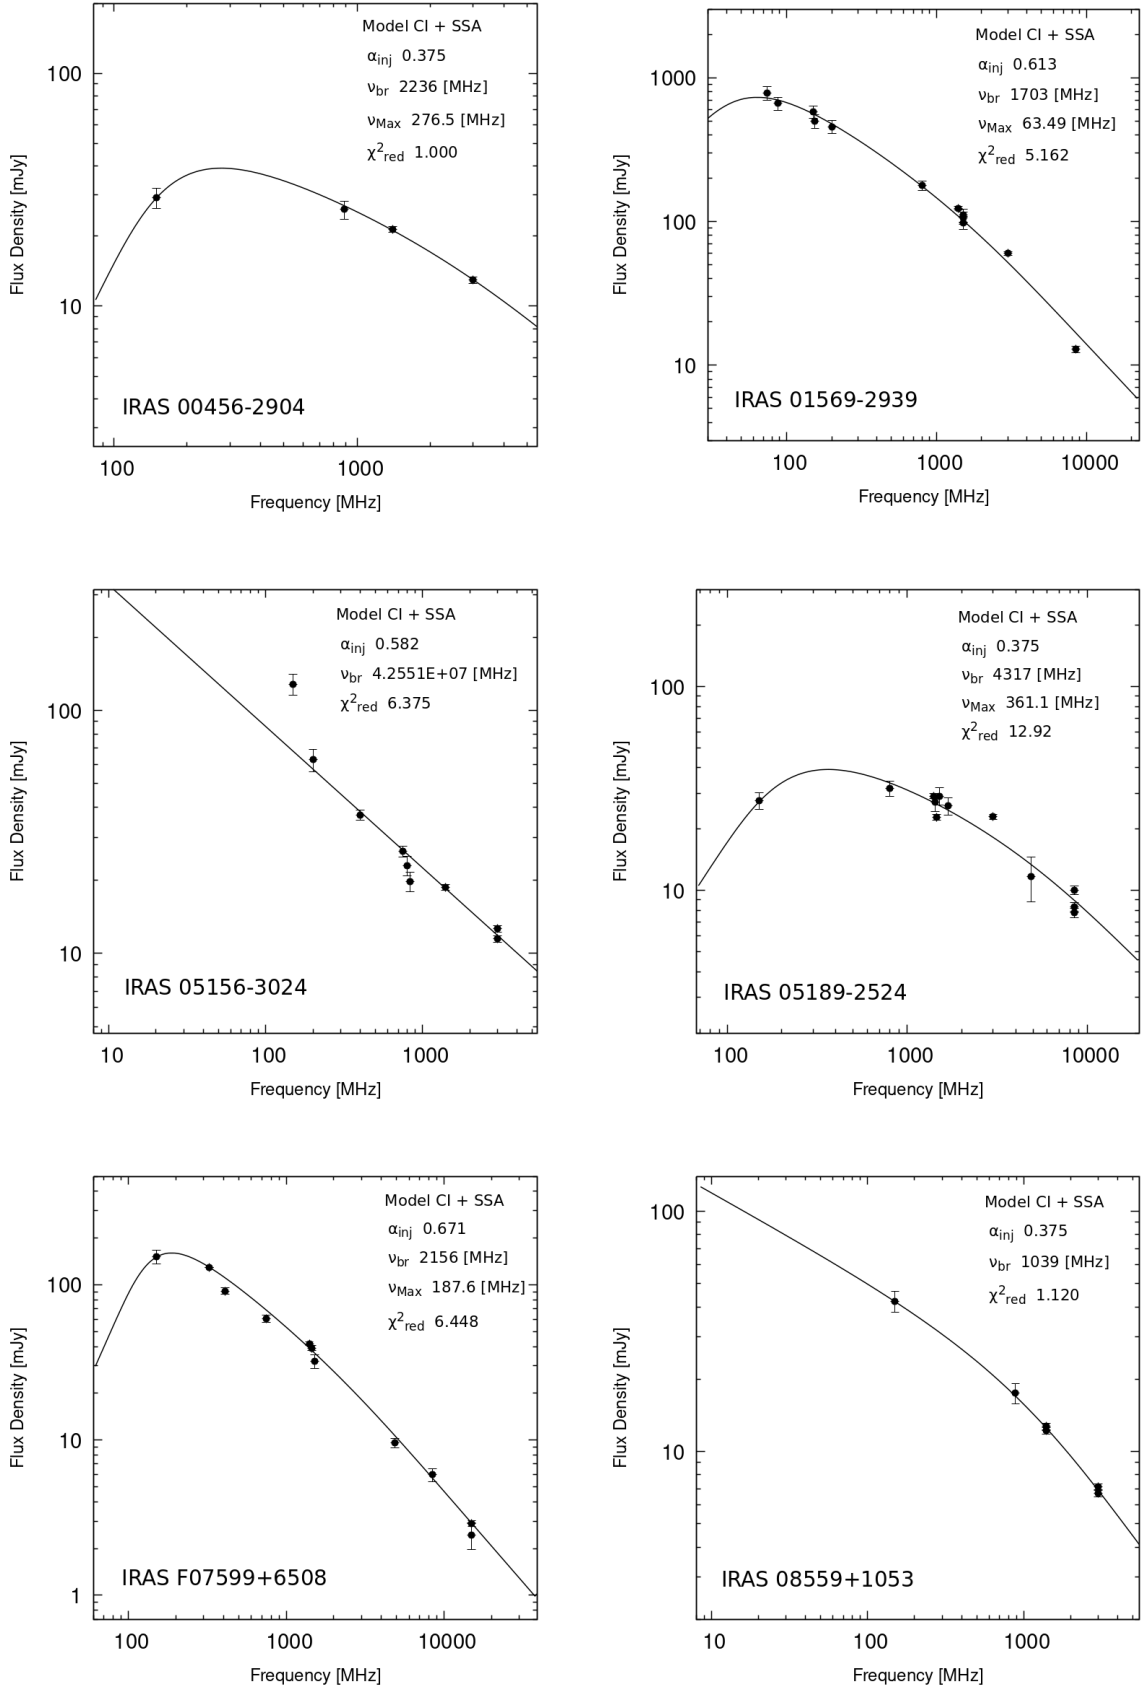 Model CI + SSA
αinj 0.375
νbr 2236 [MHz]
νMax 276.5 [MHz]
χ²red 1.000
100
10
Flux Density [mJy]
IRAS 00456-2904
100 1000
Frequency [MHz]
Model CI + SSA
αinj 0.613
νbr 1703 [MHz]
νMax 63.49 [MHz]
χ²red 5.162
1000
100
10
Flux Density [mJy]
IRAS 01569-2939
100 1000 10000
Frequency [MHz]
Model CI + SSA
αinj 0.582
νbr 4.2551E+07 [MHz]
χ²red 6.375
100
10
Flux Density [mJy]
IRAS 05156-3024
10 100 1000
Frequency [MHz]
Model CI + SSA
αinj 0.375
νbr 4317 [MHz]
νMax 361.1 [MHz]
χ²red 12.92
100
10
Flux Density [mJy]
IRAS 05189-2524
100 1000 10000
Frequency [MHz]
Model CI + SSA
αinj 0.671
νbr 2156 [MHz]
νMax 187.6 [MHz]
χ²red 6.448
100
10
1
Flux Density [mJy]
IRAS F07599+6508
100 1000 10000
Frequency [MHz]
Model CI + SSA
αinj 0.375
νbr 1039 [MHz]
χ²red 1.120
100
10
Flux Density [mJy]
IRAS 08559+1053
10 100 1000
Frequency [MHz]